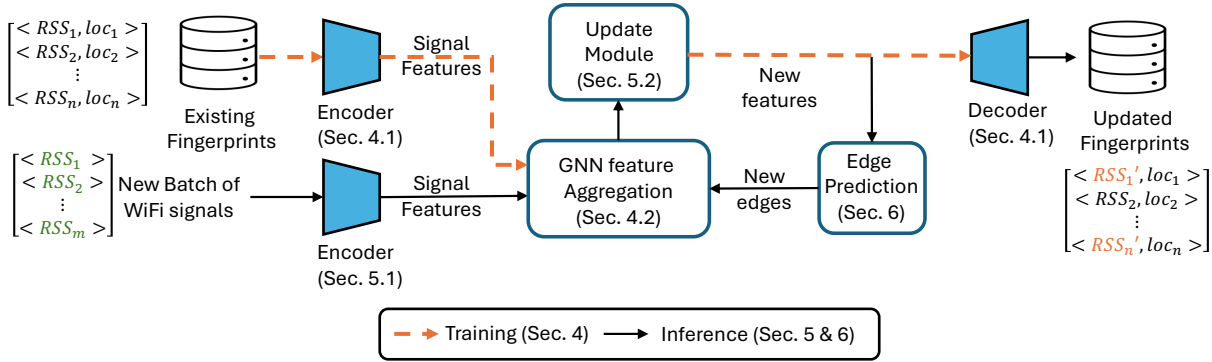 < RSS₁, loc₁ >
< RSS₂, loc₂ >
⋮
< RSSₙ, locₙ >
Existing
Fingerprints
Encoder
(Sec. 4.1)
Signal
Features
Update
Module
(Sec. 5.2)
New
features
Decoder
(Sec. 4.1)
Updated
Fingerprints
< RSS₁ >
< RSS₂ >
⋮
< RSSₘ >
New Batch of
WiFi signals
Encoder
(Sec. 5.1)
Signal
Features
GNN feature
Aggregation
(Sec. 4.2)
New
edges
Edge
Prediction
(Sec. 6)
< RSS₁′, loc₁ >
< RSS₂, loc₂ >
⋮
< RSSₙ′, locₙ >
Training (Sec. 4)
Inference (Sec. 5 & 6)